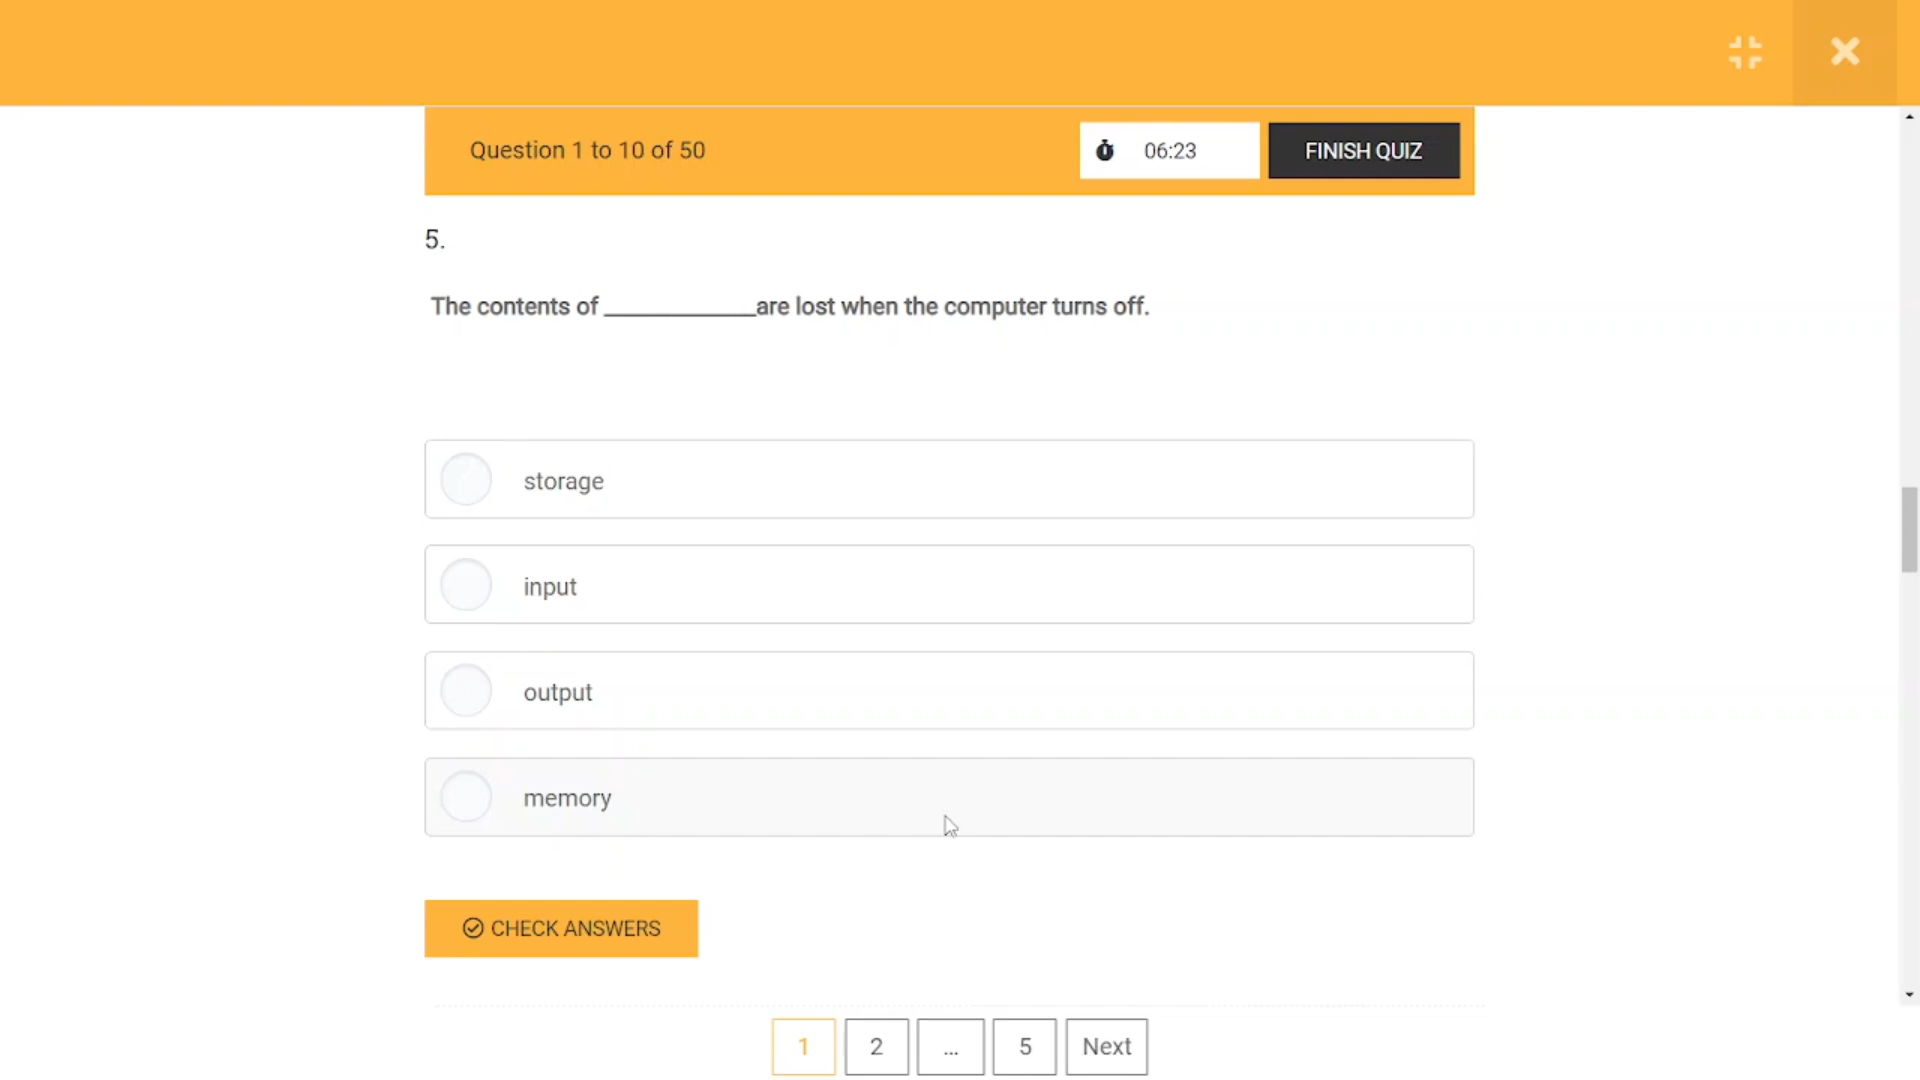 Question 1 to 10 of 50
06:23
FINISH QUIZ
5.
The contents of ____________are lost when the computer turns off.
storage
input
output
memory
CHECK ANSWERS
1
2
...
5
Next